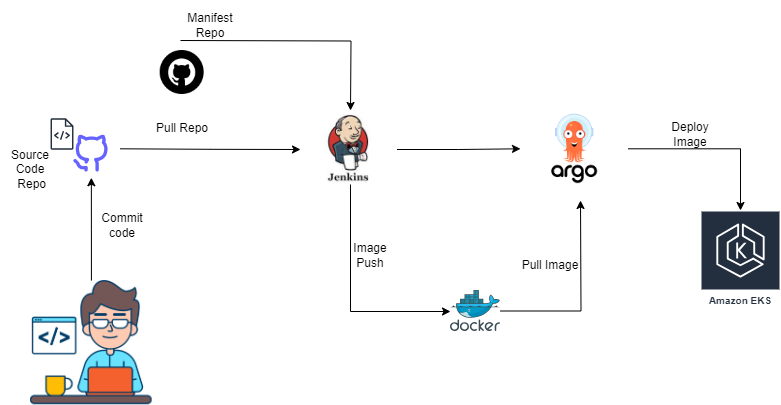 Manifest
Repo
Pull Repo
</>
Source
Code
Repo
Jenkins
argo
Deploy
Image
Commit
code
Image
Push
Pull Image
K
Amazon EKS
docker
</>